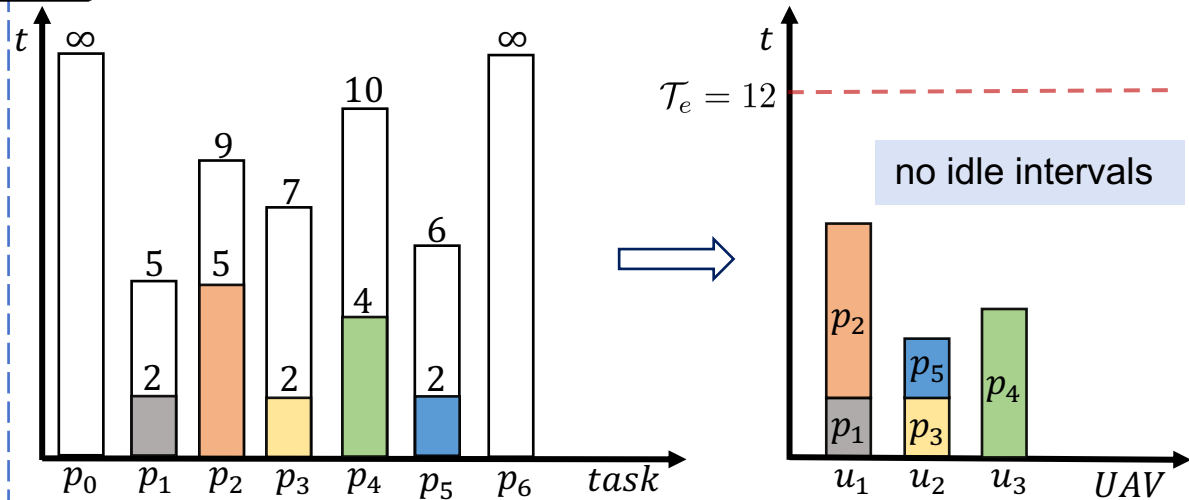 t
∞
5
2
9
5
7
2
10
4
6
2
∞
p₀ p₁ p₂ p₃ p₄ p₅ p₆ task
t
𝒯ₑ = 12
no idle intervals
p₂
p₁
p₅
p₃
p₄
u₁ u₂ u₃ UAV